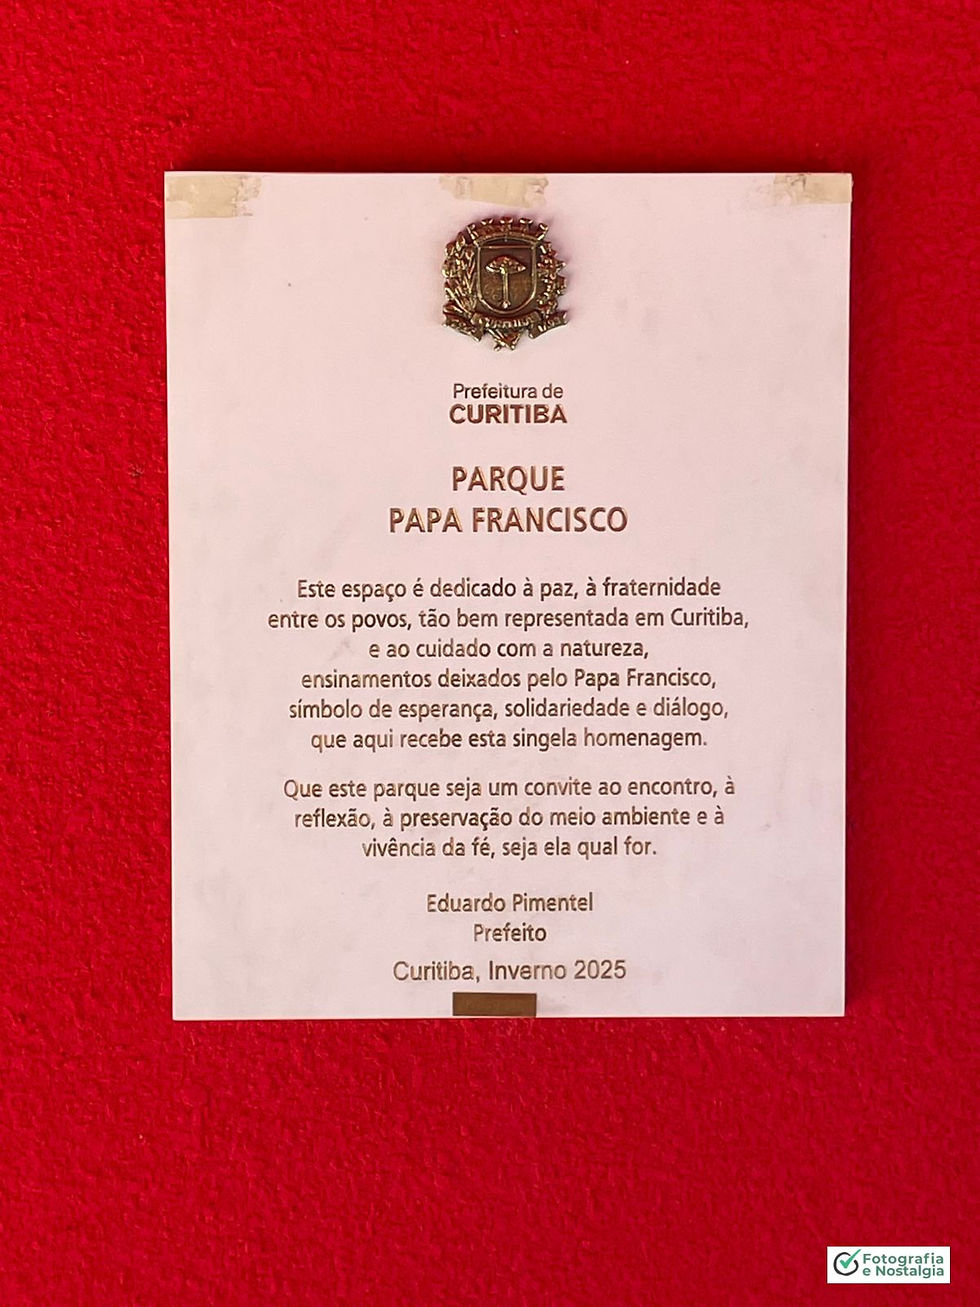 CURITIBA
Prefeitura de
CURITIBA
PARQUE
PAPA FRANCISCO
Este espaço é dedicado à paz, à fraternidade
entre os povos, tão bem representada em Curitiba,
e ao cuidado com a natureza,
ensinamentos deixados pelo Papa Francisco,
símbolo de esperança, solidariedade e diálogo,
que aqui recebe esta singela homenagem.
Que este parque seja um convite ao encontro, à
reflexão, à preservação do meio ambiente e à
vivência da fé, seja ela qual for.
Eduardo Pimentel
Prefeito
Curitiba, Inverno 2025
Fotografia
e Nostalgia